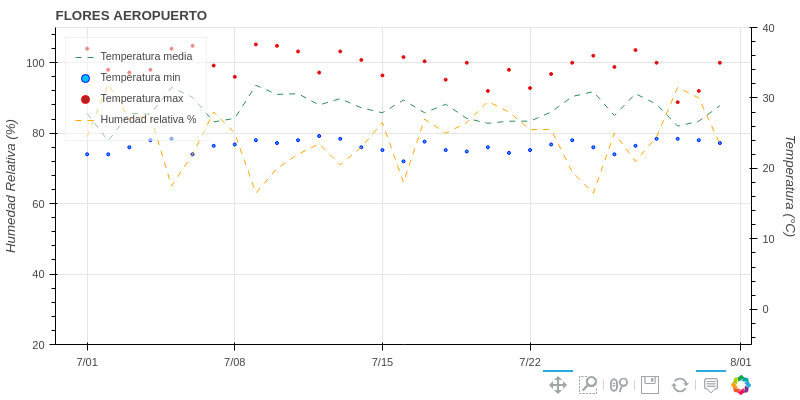 FLORES AEROPUERTO
Temperatura media
Temperatura min
Temperatura max
Humedad relativa %
Humedad Relativa (%)
100
80
60
40
20
Temperatura (°C)
40
30
20
10
0
7/01
7/08
7/15
7/22
8/01